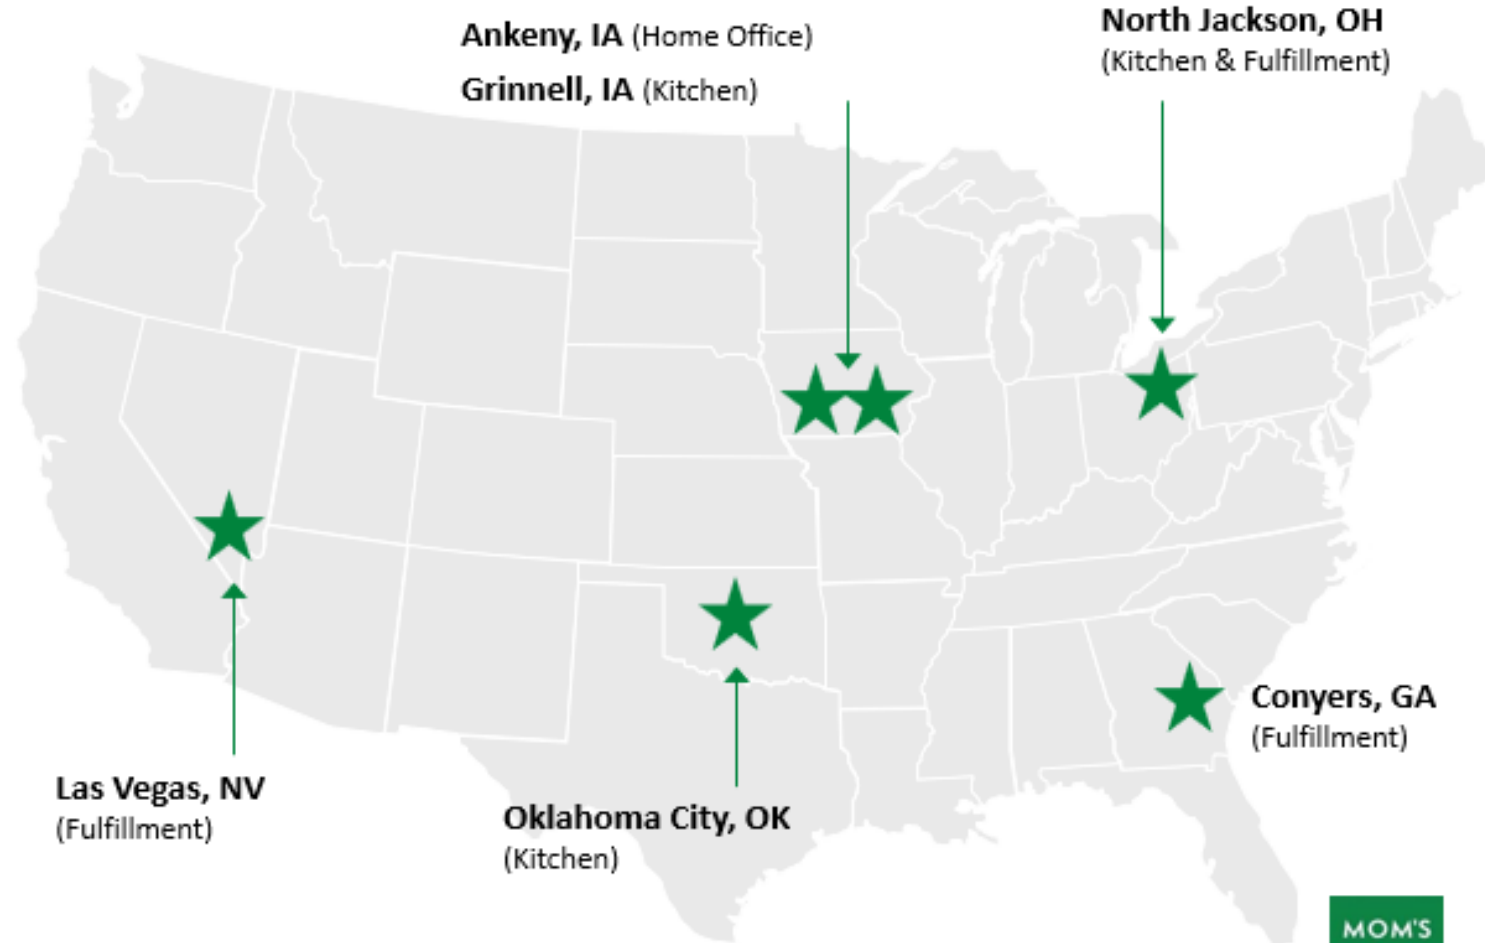 Ankeny, IA (Home Office)
Grinnell, IA (Kitchen)
North Jackson, OH
(Kitchen & Fulfillment)
Conyers, GA
(Fulfillment)
Las Vegas, NV
(Fulfillment)
Oklahoma City, OK
(Kitchen)
MOM'S